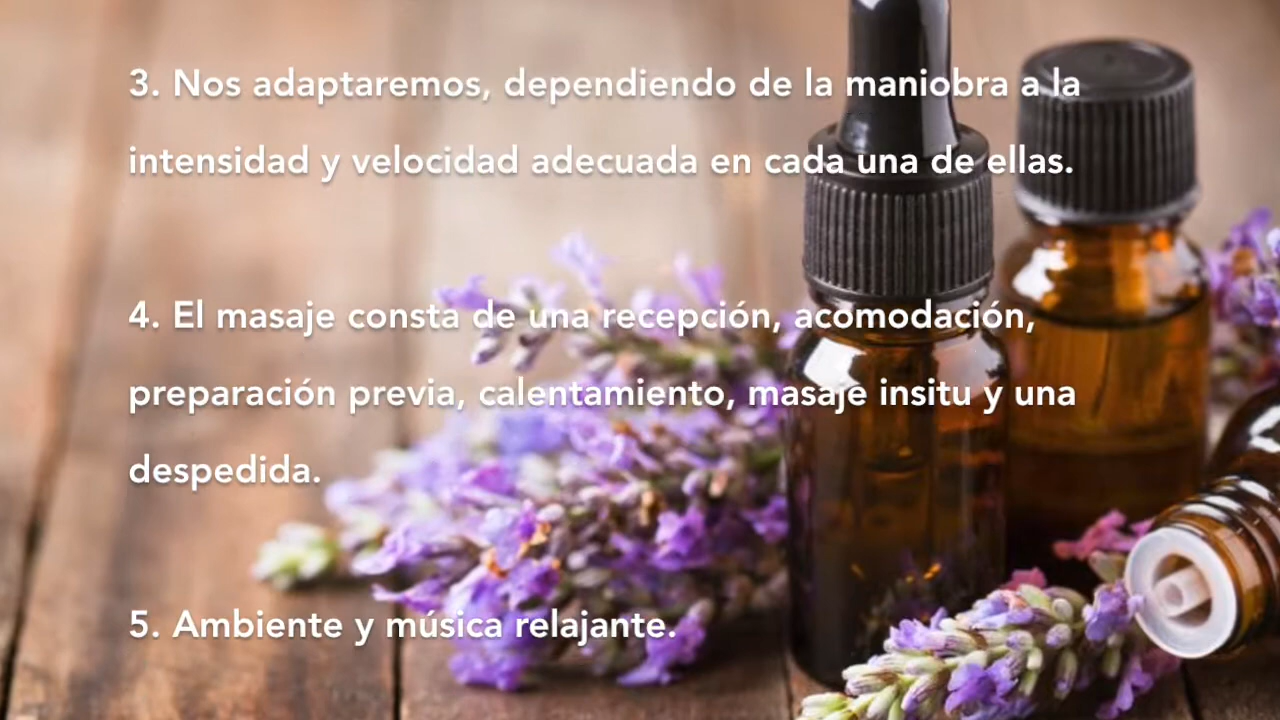 3. Nos adaptaremos, dependiendo de la maniobra a la
intensidad y velocidad adecuada en cada una de ellas.
4. El masaje consta de una recepción, acomodación,
preparación previa, calentamiento, masaje insitu y una
despedida.
5. Ambiente y música relajante.